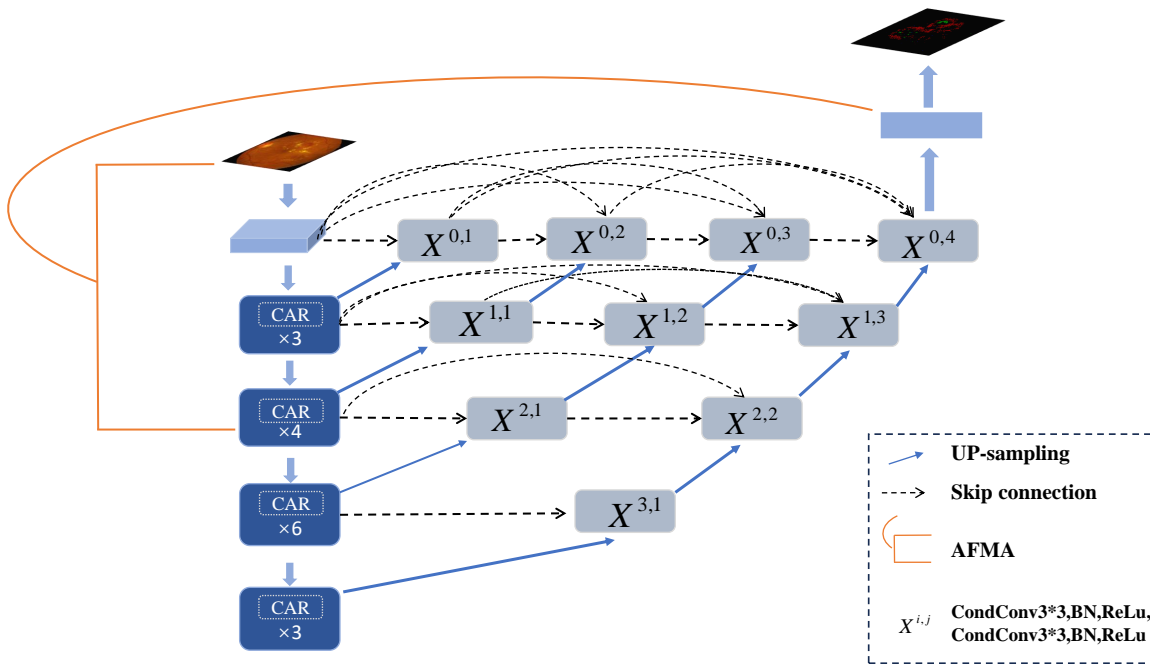 X^{0,1}
X^{0,2}
X^{0,3}
X^{0,4}
CAR
×3
X^{1,1}
X^{1,2}
X^{1,3}
CAR
×4
X^{2,1}
X^{2,2}
CAR
×6
X^{3,1}
CAR
×3
UP-sampling
Skip connection
AFMA
X^{i,j} CondConv3*3,BN,ReLu,
CondConv3*3,BN,ReLU